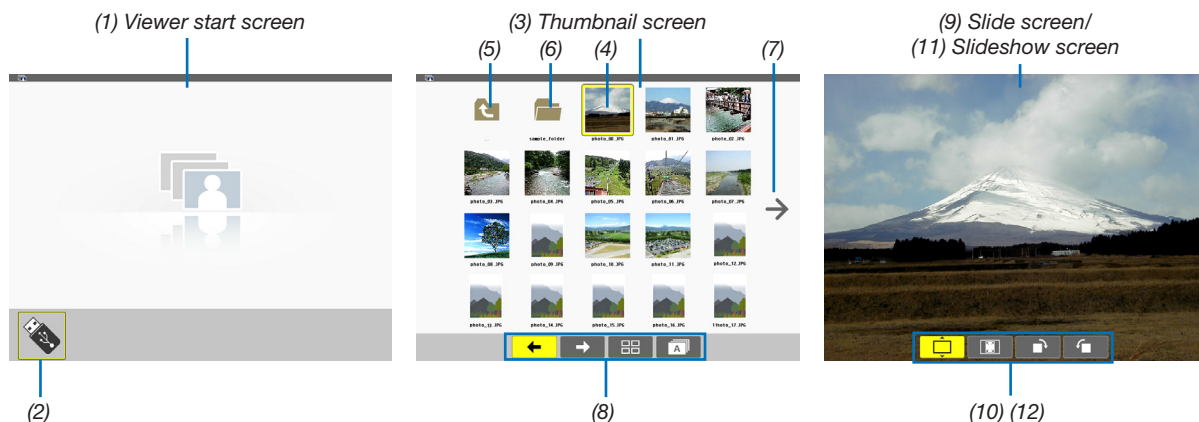 (1) Viewer start screen
(3) Thumbnail screen
(9) Slide screen/
(11) Slideshow screen
(5)
(6)
(4)
(7)
sample_folder
photo_00.JPG
photo_01.JPG
photo_02.JPG
photo_03.JPG
photo_04.JPG
photo_05.JPG
photo_06.JPG
photo_07.JPG
photo_08.JPG
photo_09.JPG
photo_10.JPG
photo_11.JPG
photo_12.JPG
photo_13.JPG
photo_14.JPG
photo_15.JPG
photo_16.JPG
A
(2)
(8)
(10) (12)